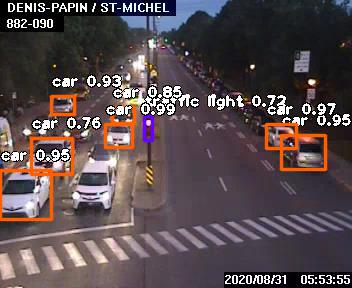 DENIS-PAPIN / ST-MICHEL
882-090
car 0.93
car 0.85
traffic light 0.72
car 0.99
car 0.97
car 0.76
car 0.95
car 0.95
2020/08/31 05:53:55